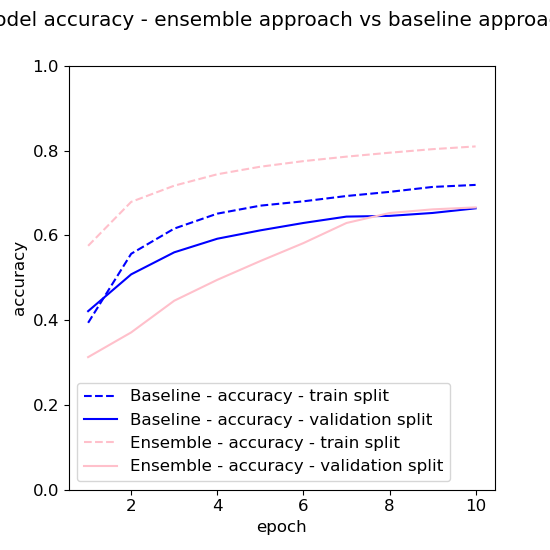 odel accuracy - ensemble approach vs baseline approa
1.0
0.8
0.6
0.4
0.2
0.0
accuracy
Baseline - accuracy - train split
Baseline - accuracy - validation split
Ensemble - accuracy - train split
Ensemble - accuracy - validation split
2 4 6 8 10
epoch